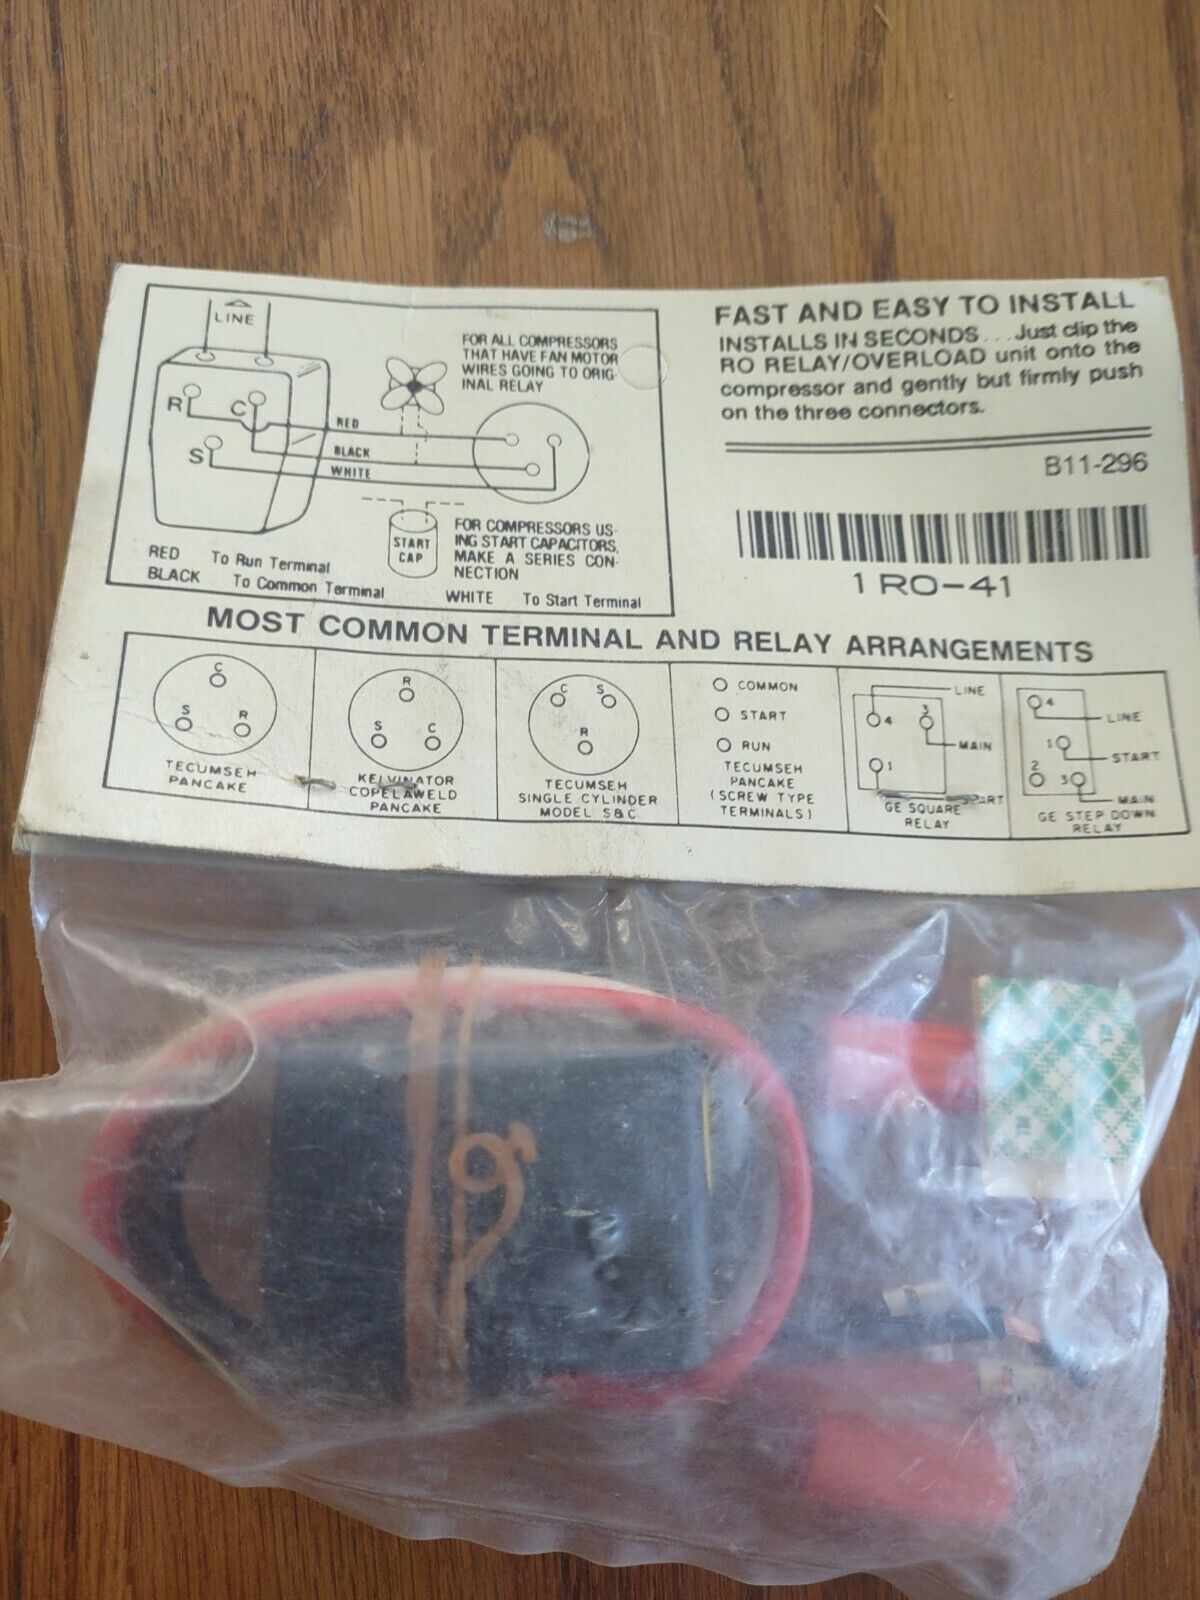 LINE
R
C
S
RED
BLACK
WHITE
FOR ALL COMPRESSORS
THAT HAVE FAN MOTOR
WIRES GOING TO ORIG-
INAL RELAY
START
CAP
FOR COMPRESSORS US-
ING START CAPACITORS,
MAKE A SERIES CON-
NECTION
RED To Run Terminal
BLACK To Common Terminal
WHITE To Start Terminal
FAST AND EASY TO INSTALL
INSTALLS IN SECONDS...Just clip the
RO RELAY/OVERLOAD unit onto the
compressor and gently but firmly push
on the three connectors.
B11-296
1 RO-41
MOST COMMON TERMINAL AND RELAY ARRANGEMENTS
C
S
R
TECUMSEH
PANCAKE
R
S
C
KELVINATOR
COPELAWELD
PANCAKE
C
S
R
TECUMSEH
SINGLE CYLINDER
MODEL S&C
COMMON
START
RUN
TECUMSEH
PANCAKE
(SCREW TYPE
TERMINALS)
LINE
4
3
MAIN
1
GE SQUARE
RELAY
4
LINE
1
START
2
3
MAIN
GE STEP DOWN
RELAY